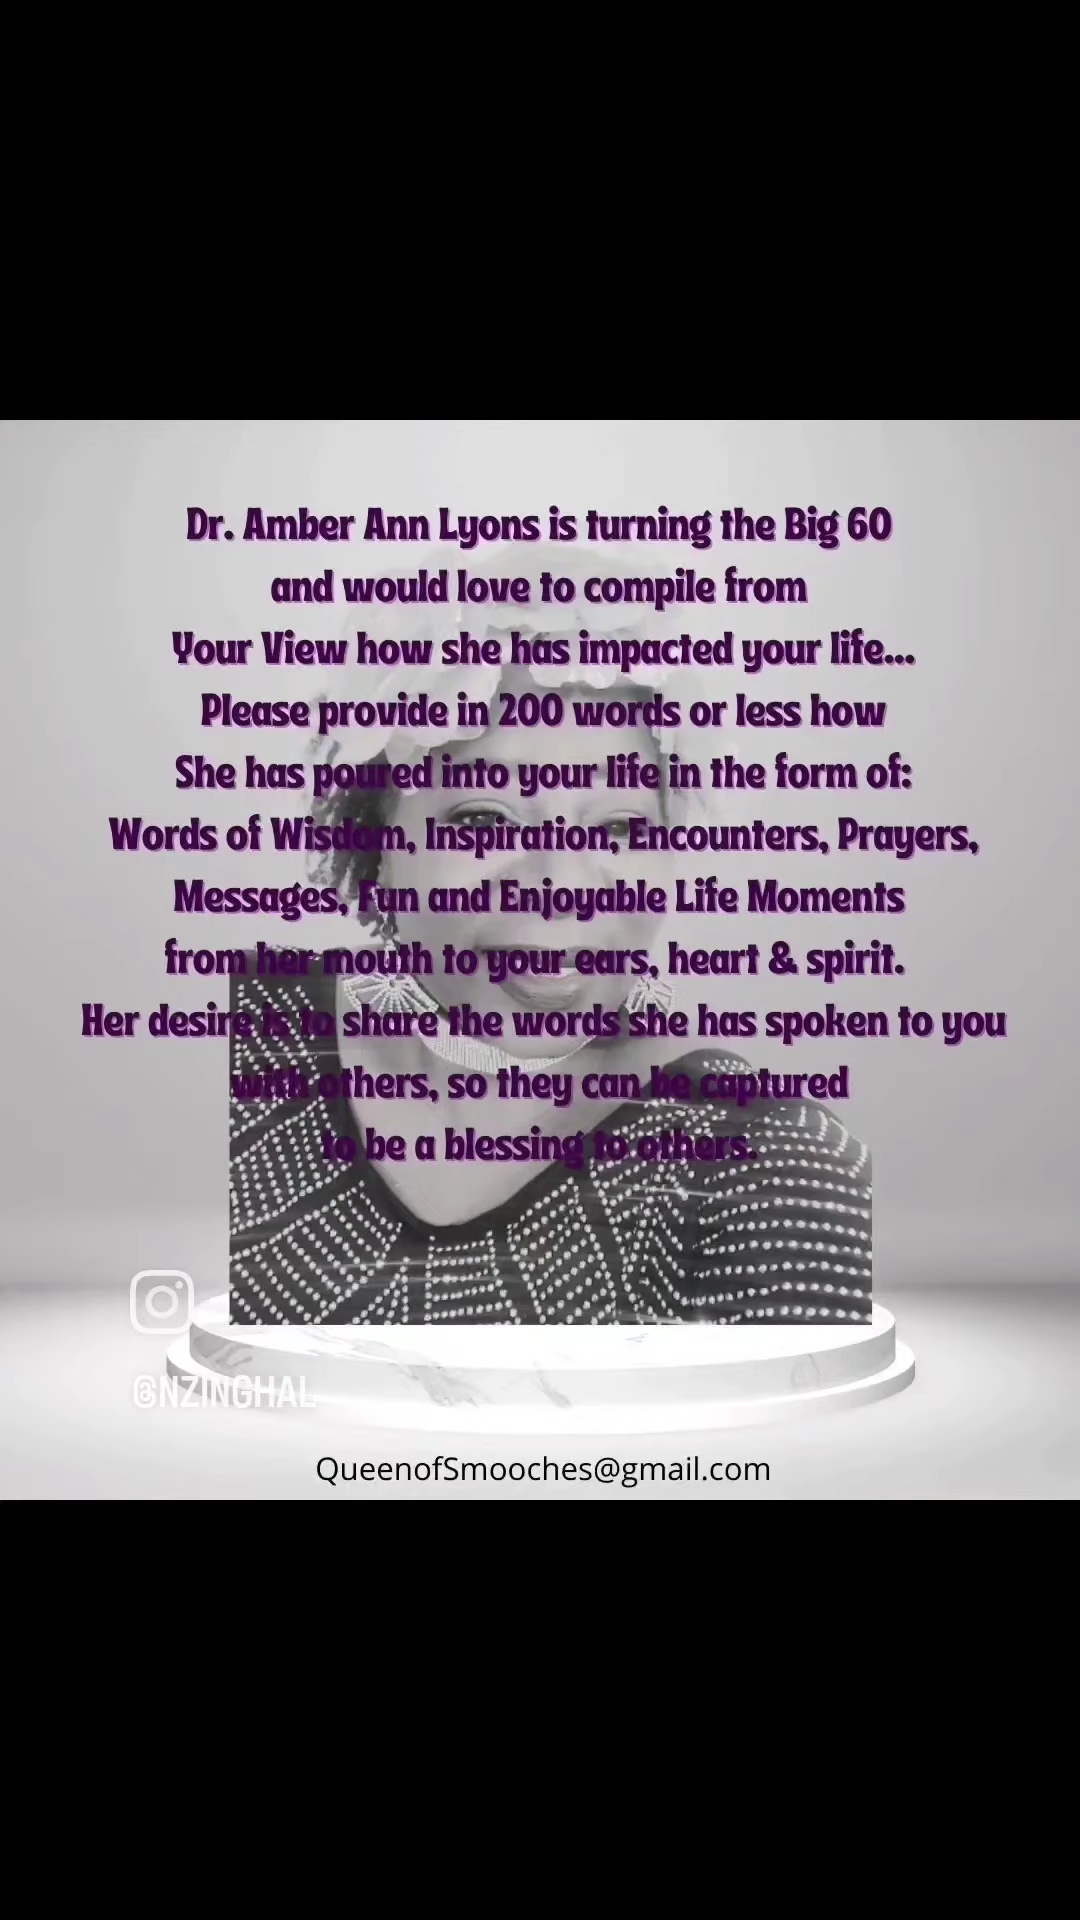 Dr. Amber Ann Lyons is turning the Big 60
and would love to compile from
Your View how she has impacted your life...
Please provide in 200 words or less how
She has poured into your life in the form of:
Words of Wisdom, Inspiration, Encounters, Prayers,
Messages, Fun and Enjoyable Life Moments
from her mouth to your ears, heart & spirit.
Her desire is to share the words she has spoken to you
with others, so they can be captured
to be a blessing to others.
@NZINGHAL
QueenofSmooches@gmail.com